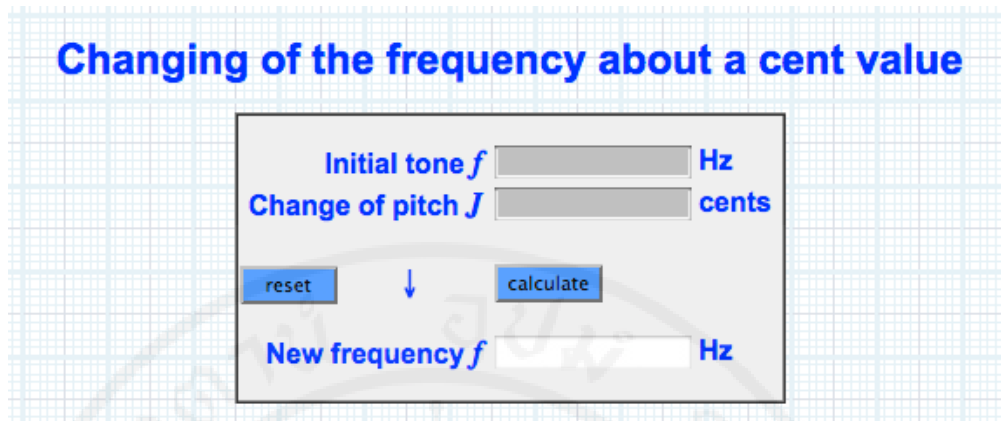 Changing of the frequency about a cent value
Initial tone f Hz
Change of pitch J cents
reset ↓ calculate
New frequency f Hz